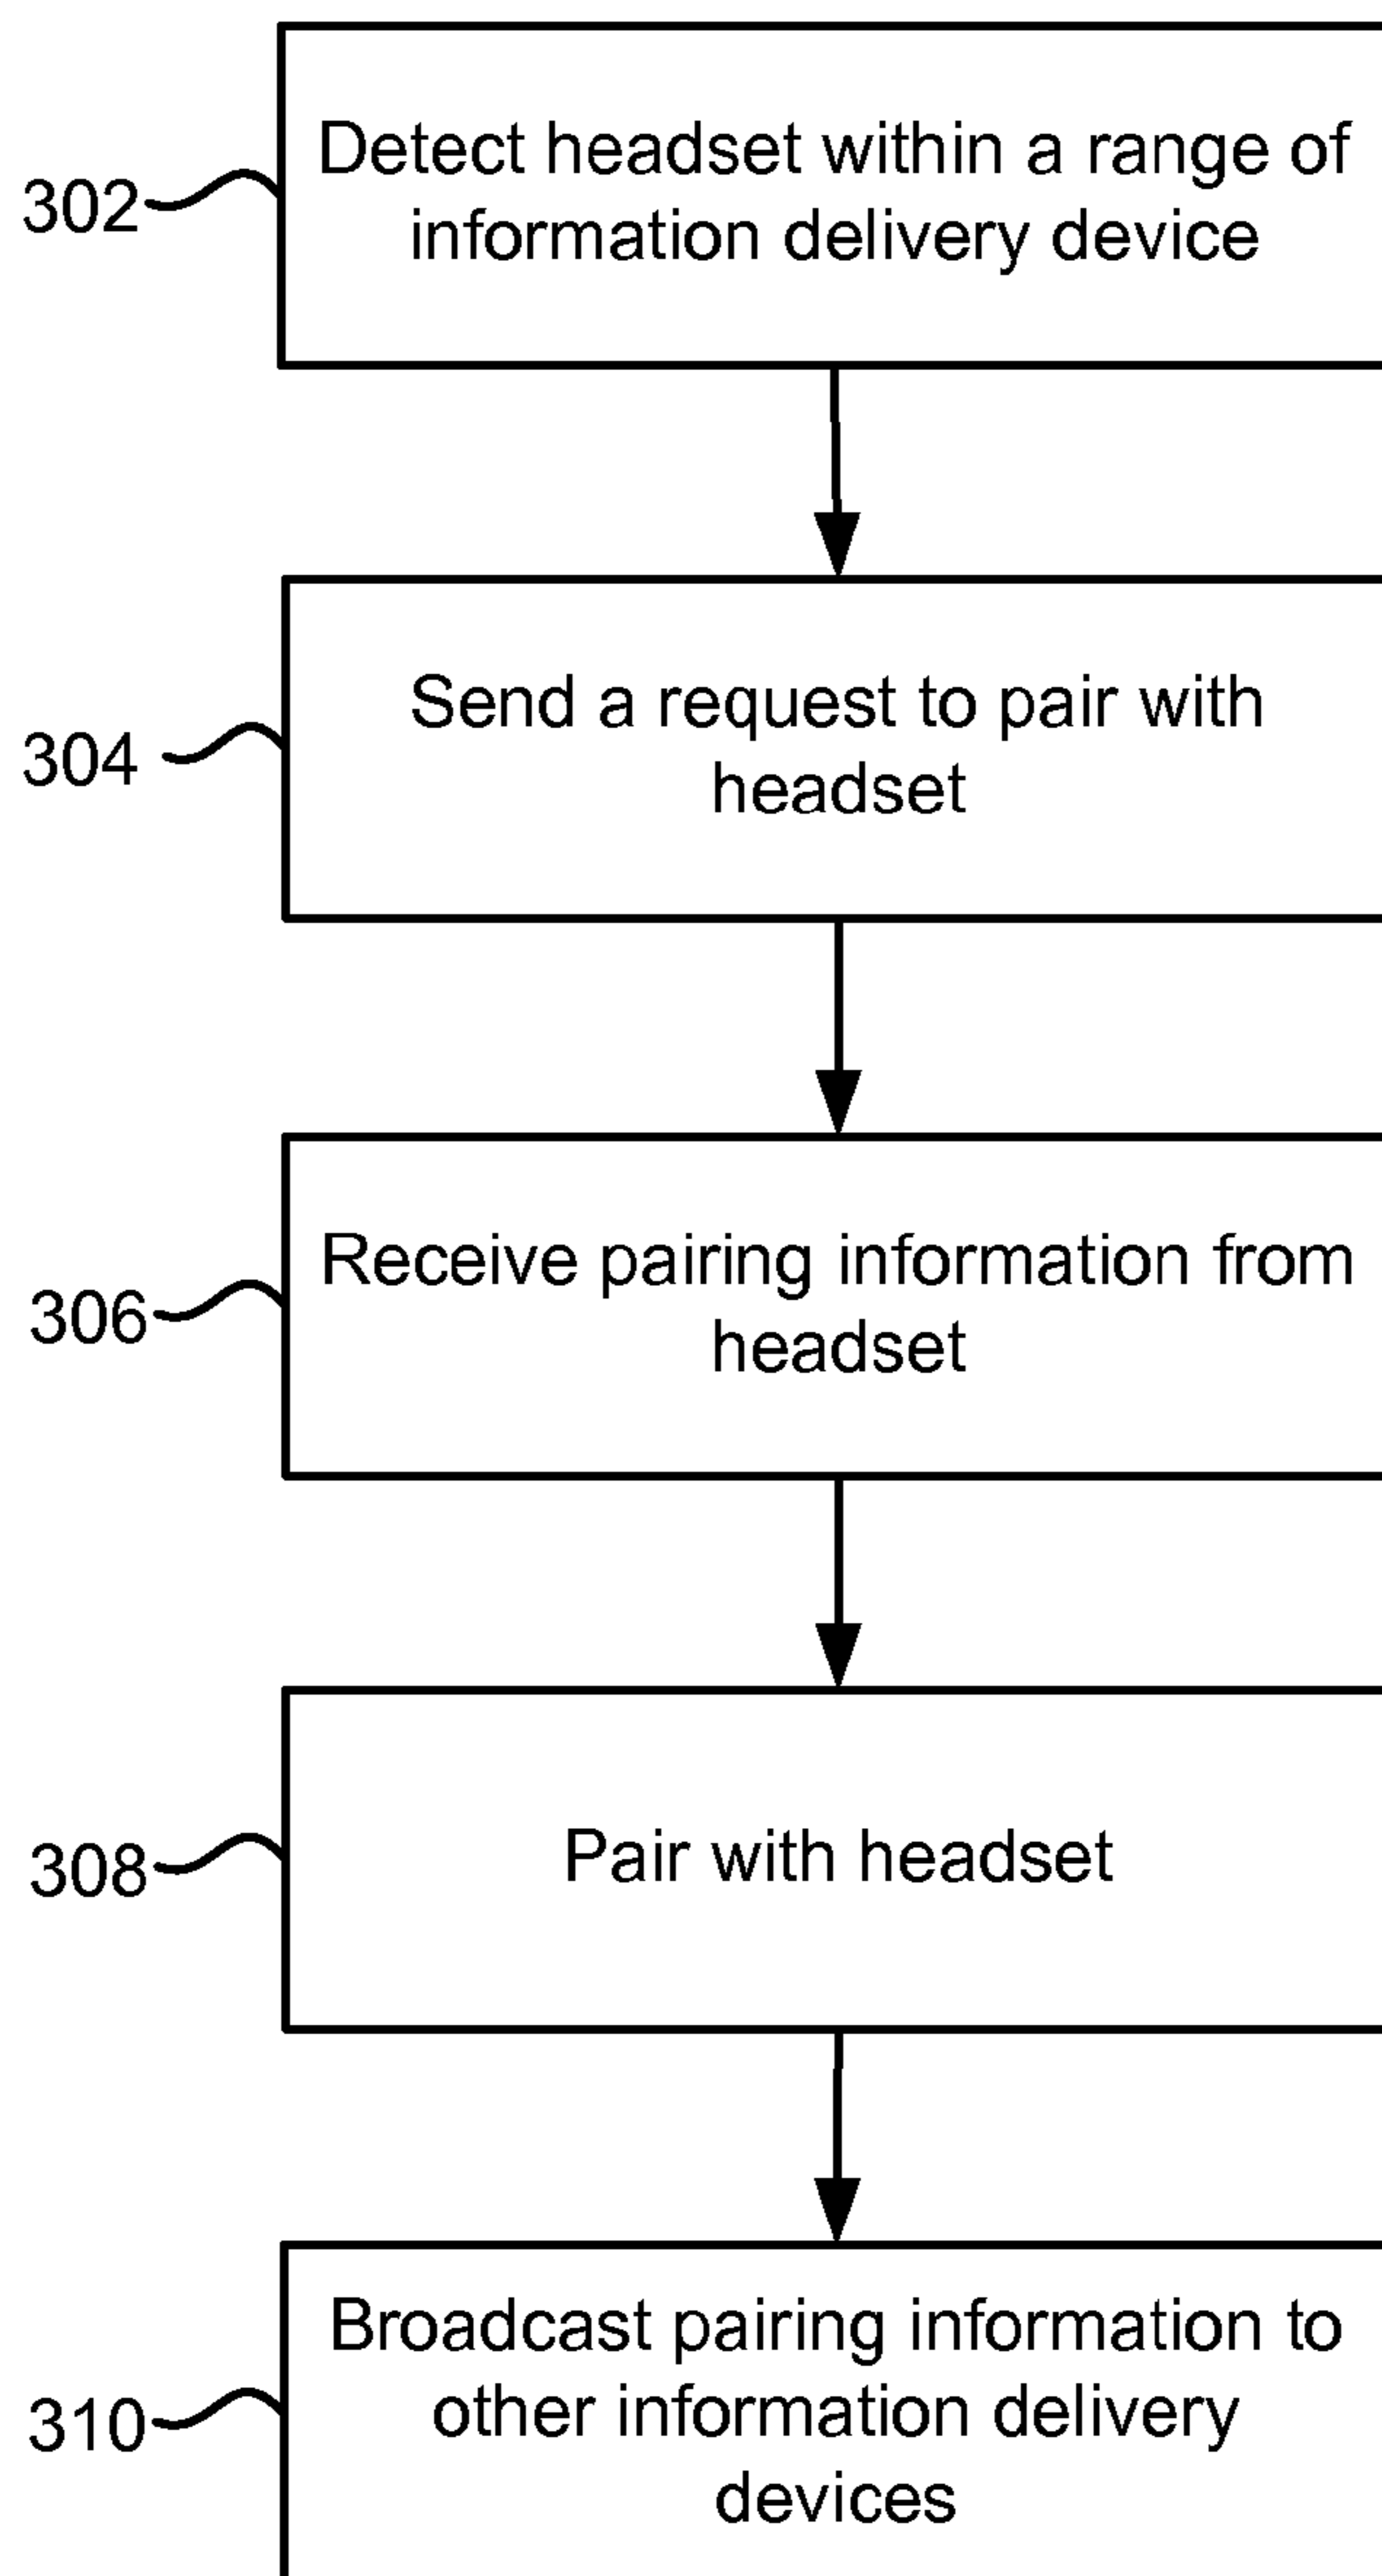 302
Detect headset within a range of
information delivery device
304
Send a request to pair with
headset
306
Receive pairing information from
headset
308
Pair with headset
310
Broadcast pairing information to
other information delivery
devices